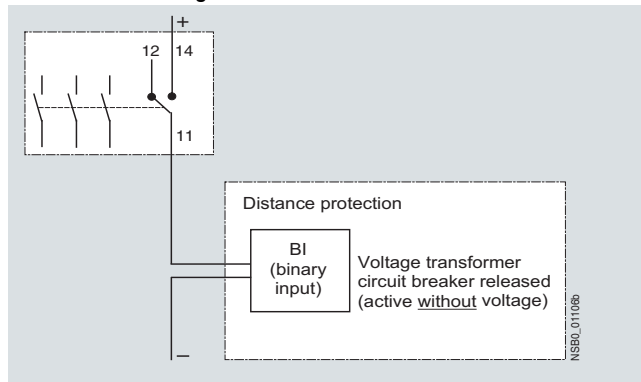 +
12 14
11
Distance protection
BI
(binary
input)
Voltage transformer
circuit breaker released
(active without voltage)
–
NSB0_01106b